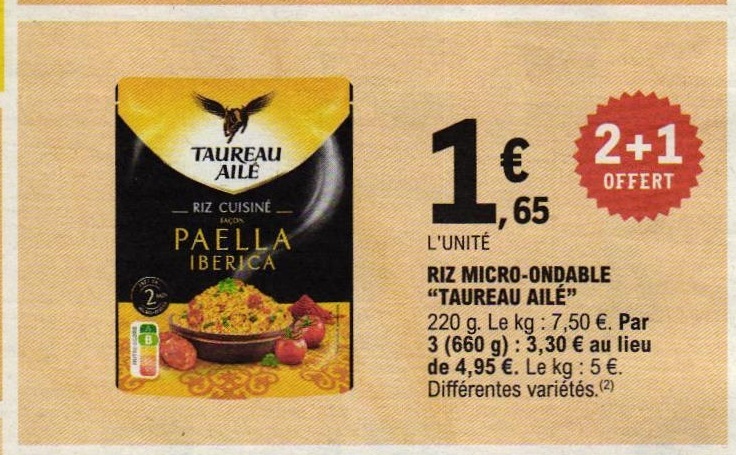 TAUREAU
AILÉ
RIZ CUISINÉ
FAÇON
PAELLA
IBERICA
2
NUTRI-SCORE
B
1€
,65
L'UNITÉ
2+1
OFFERT
RIZ MICRO-ONDABLE
“TAUREAU AILÉ”
220 g. Le kg : 7,50 €. Par
3 (660 g) : 3,30 € au lieu
de 4,95 €. Le kg : 5 €.
Différentes variétés.(2)